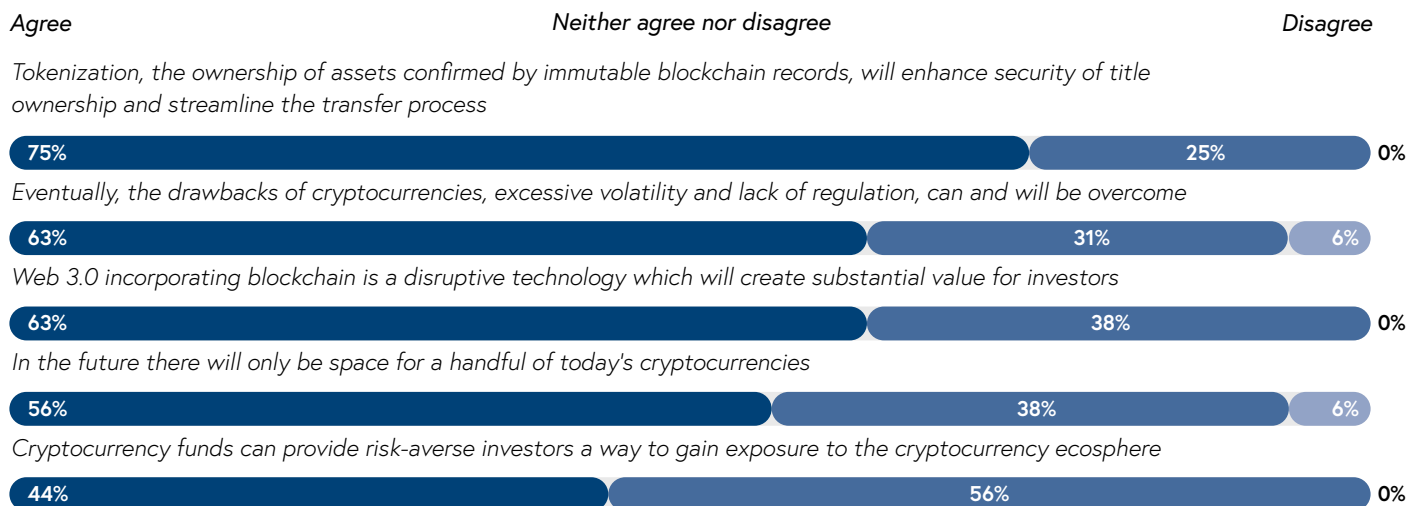 Agree Neither agree nor disagree Disagree
Tokenization, the ownership of assets confirmed by immutable blockchain records, will enhance security of title
ownership and streamline the transfer process
75% 25% 0%
Eventually, the drawbacks of cryptocurrencies, excessive volatility and lack of regulation, can and will be overcome
63% 31% 6%
Web 3.0 incorporating blockchain is a disruptive technology which will create substantial value for investors
63% 38% 0%
In the future there will only be space for a handful of today's cryptocurrencies
56% 38% 6%
Cryptocurrency funds can provide risk-averse investors a way to gain exposure to the cryptocurrency ecosphere
44% 56% 0%